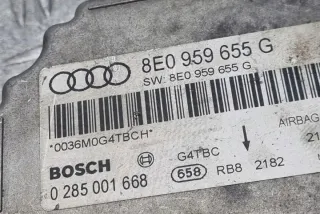 8E0 959 655 G
SW: 8E0 959 655 G
*0036M0G4TBCH*
AIRBAG
BOSCH
G4TBC
0 285 001 668
658 RB8 2182